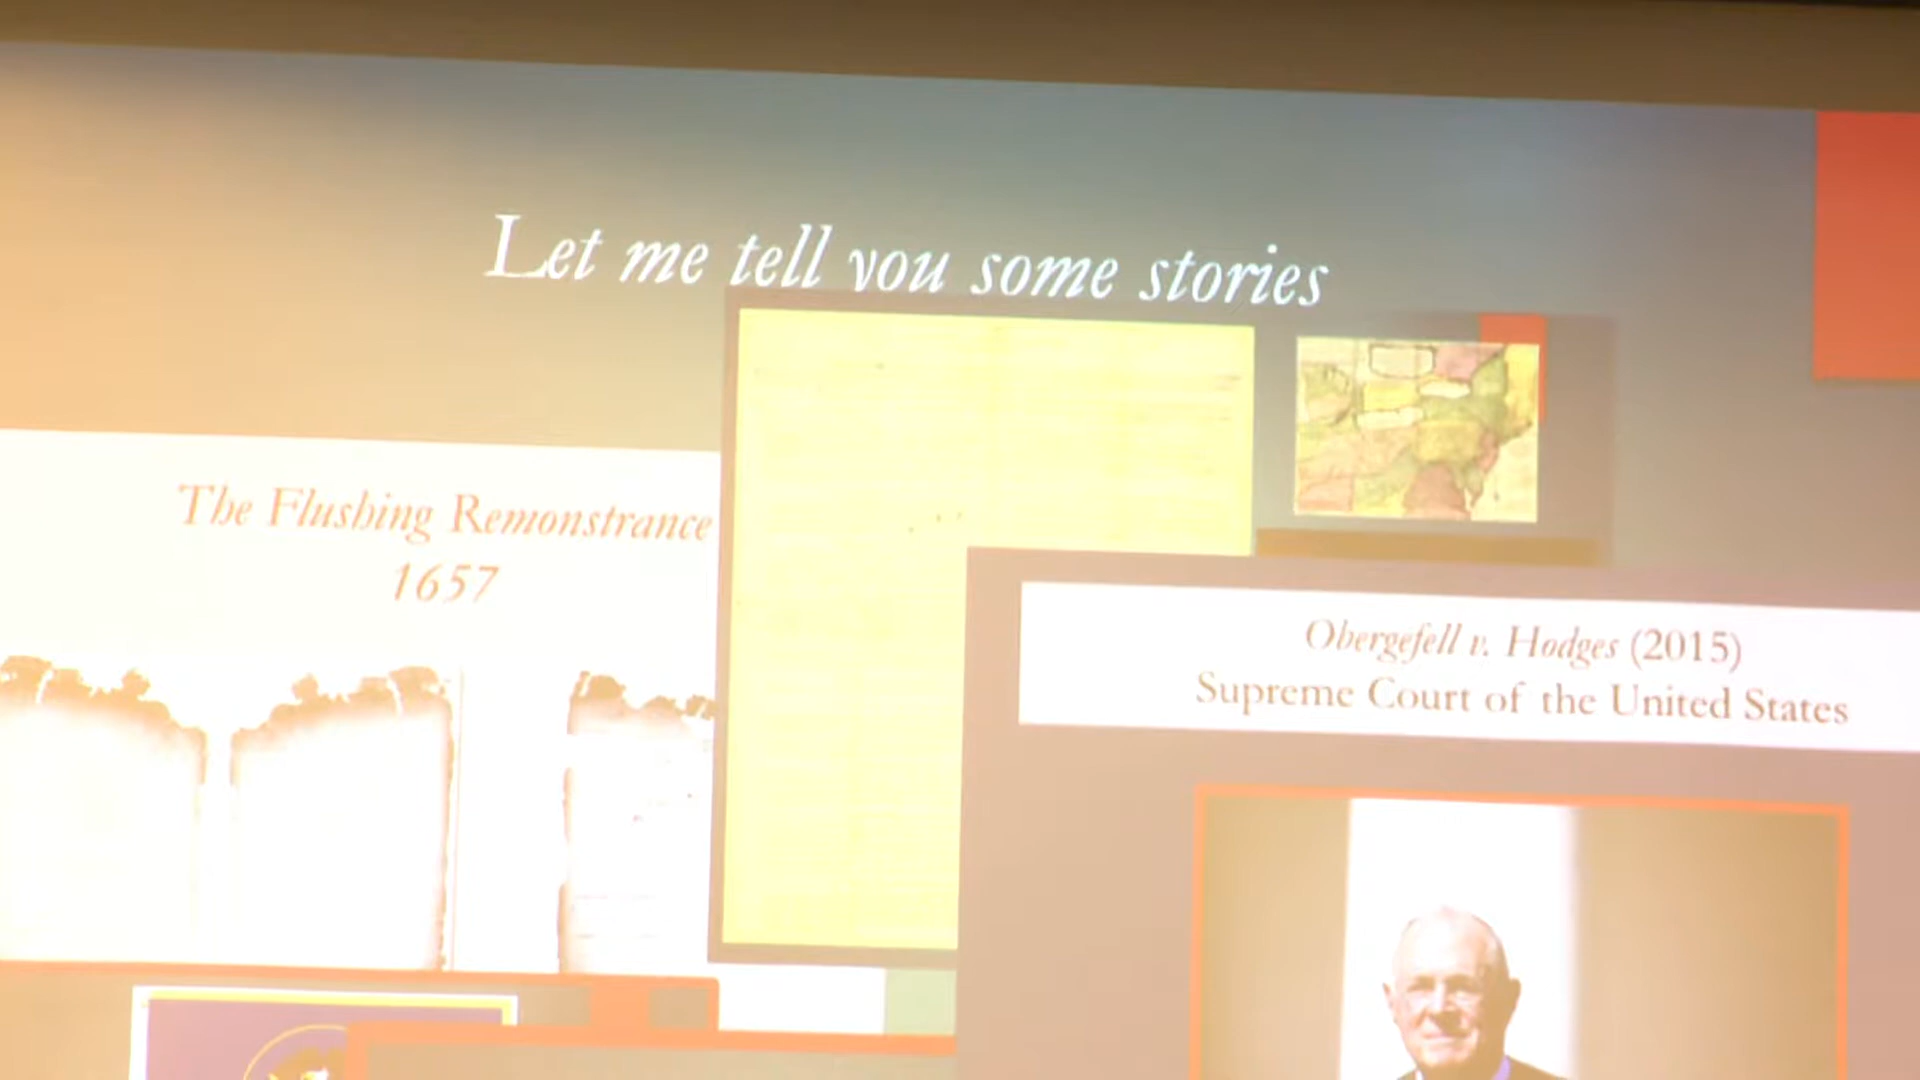 Let me tell you some stories
The Flushing Remonstrance
1657
Obergefell v. Hodges (2015)
Supreme Court of the United States